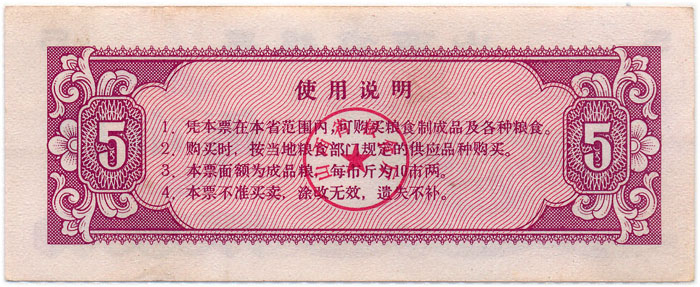 使用说明
5
5
1. 凭本票在本省范围内，可购买粮食制成品及各种粮食。
2. 购买时，按当地粮食部门规定的供应品种购买。
3. 本票面额为成品粮，每市斤为10市两。
4. 本票不准买卖，涂改无效，遗失不补。